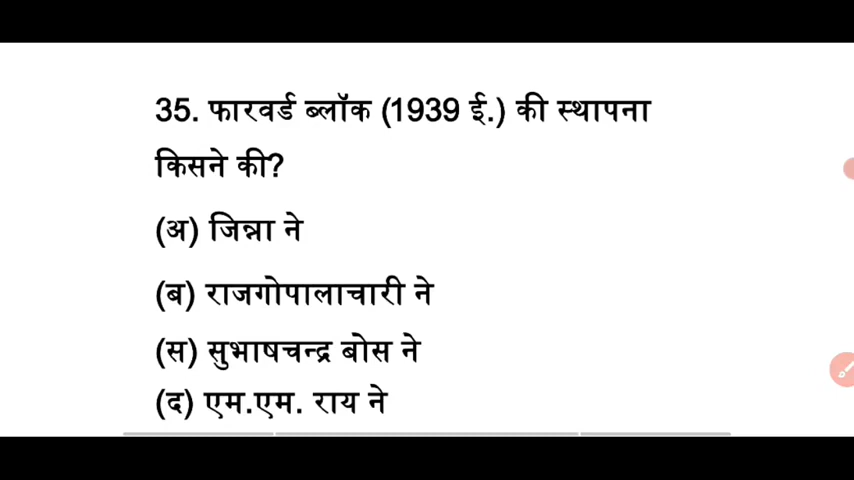 35. फारवर्ड ब्लॉक (1939 ई.) की स्थापना
किसने की?
(अ) जिन्ना ने
(ब) राजगोपालाचारी ने
(स) सुभाषचन्द्र बोस ने
(द) एम.एम. राय ने